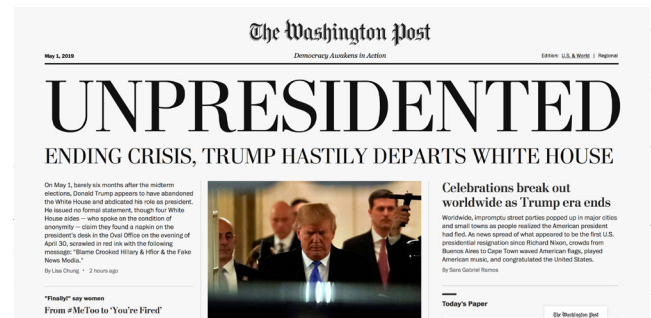 The Washington Post
May 1, 2019
Democracy Awakens in Action
Edition: U.S. & World | Regional
UNPRESIDENTED
ENDING CRISIS, TRUMP HASTILY DEPARTS WHITE HOUSE
On May 1, barely six months after the midterm
elections, Donald Trump appears to have abandoned
the White House and abdicated his role as president.
He issued no formal statement, though four White
House aides – who spoke on the condition of
anonymity – claim they found a napkin on the
president's desk in the Oval Office on the evening of
April 30, scrawled in red ink with the following
message: "Blame Crooked Hillary & Hfior & the Fake
News Media."
By Lisa Chung • 2 hours ago
"Finally!" say women
From #MeToo to 'You're Fired'
Celebrations break out
worldwide as Trump era ends
Worldwide, impromptu street parties popped up in major cities
and small towns as people realized the American president
had fled. As news spread of what appeared to be the first U.S.
presidential resignation since Richard Nixon, crowds from
Buenos Aires to Cape Town waved American flags, played
American music, and congratulated the United States.
By Sara Gabriel Ramos
Today's Paper
The Washington Post